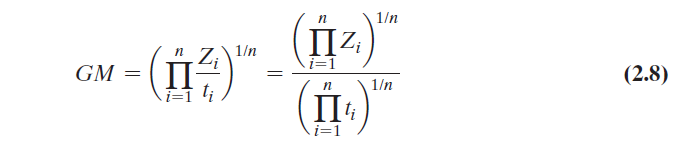 GM = \left( \prod_{i=1}^{n} \frac{Z_i}{t_i} \right)^{1/n} = \frac{\left( \prod_{i=1}^{n} Z_i \right)^{1/n}}{\left( \prod_{i=1}^{n} t_i \right)^{1/n}} (2.8)